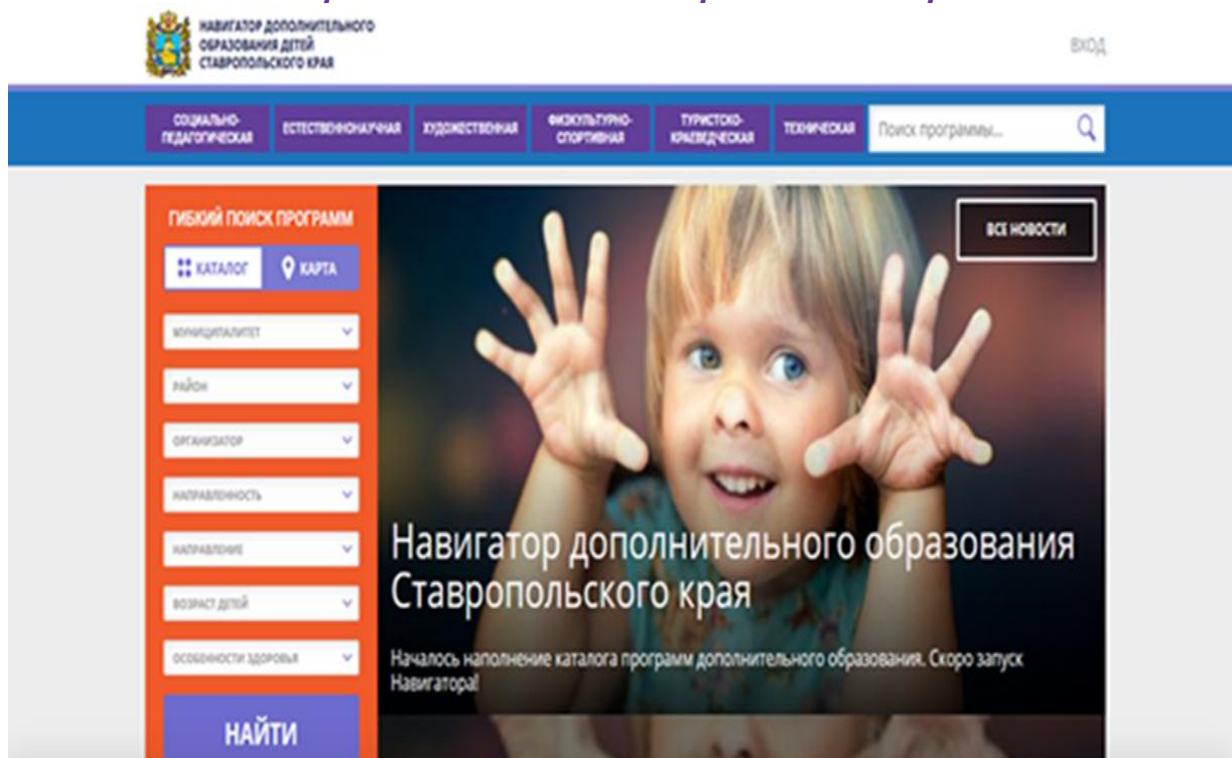 НАВИГАТОР ДОПОЛНИТЕЛЬНОГО
ОБРАЗОВАНИЯ ДЕТЕЙ
СТАВРОПОЛЬСКОГО КРАЯ
ВХОД
СОЦИАЛЬНО-
ПЕДАГОГИЧЕСКАЯ
ЕСТЕСТВЕННОНАУЧНАЯ
ХУДОЖЕСТВЕННАЯ
ФИЗКУЛЬТУРНО-
СПОРТИВНАЯ
ТУРИСТСКО-
КРАЕВЕДЧЕСКАЯ
ТЕХНИЧЕСКАЯ
Поиск программы...
ГИБКИЙ ПОИСК ПРОГРАММ
КАТАЛОГ
КАРТА
МУНИЦИПАЛИТЕТ
РАЙОН
ОРГАНИЗАТОР
НАПРАВЛЕННОСТЬ
НАПРАВЛЕНИЕ
ВОЗРАСТ ДЕТЕЙ
ОСОБЕННОСТИ ЗДОРОВЬЯ
НАЙТИ
ВСЕ НОВОСТИ
Навигатор дополнительного образования
Ставропольского края
Началось наполнение каталога программ дополнительного образования. Скоро запуск
Навигатора!